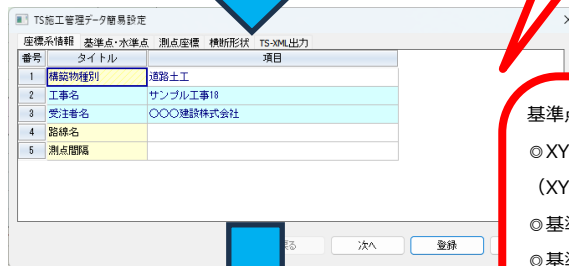 TS施工管理データ簡易設定
座標系情報 基準点・水準点 測点座標 横断形状 TS-XML出力
番号 タイトル 項目
1 構築物種別 道路土工
2 工事名 サンプル工事18
3 受注者名 〇〇〇建設株式会社
4 路線名
5 測点間隔
る 次へ 登録
基準
◎XY
（XY
◎基
◎基